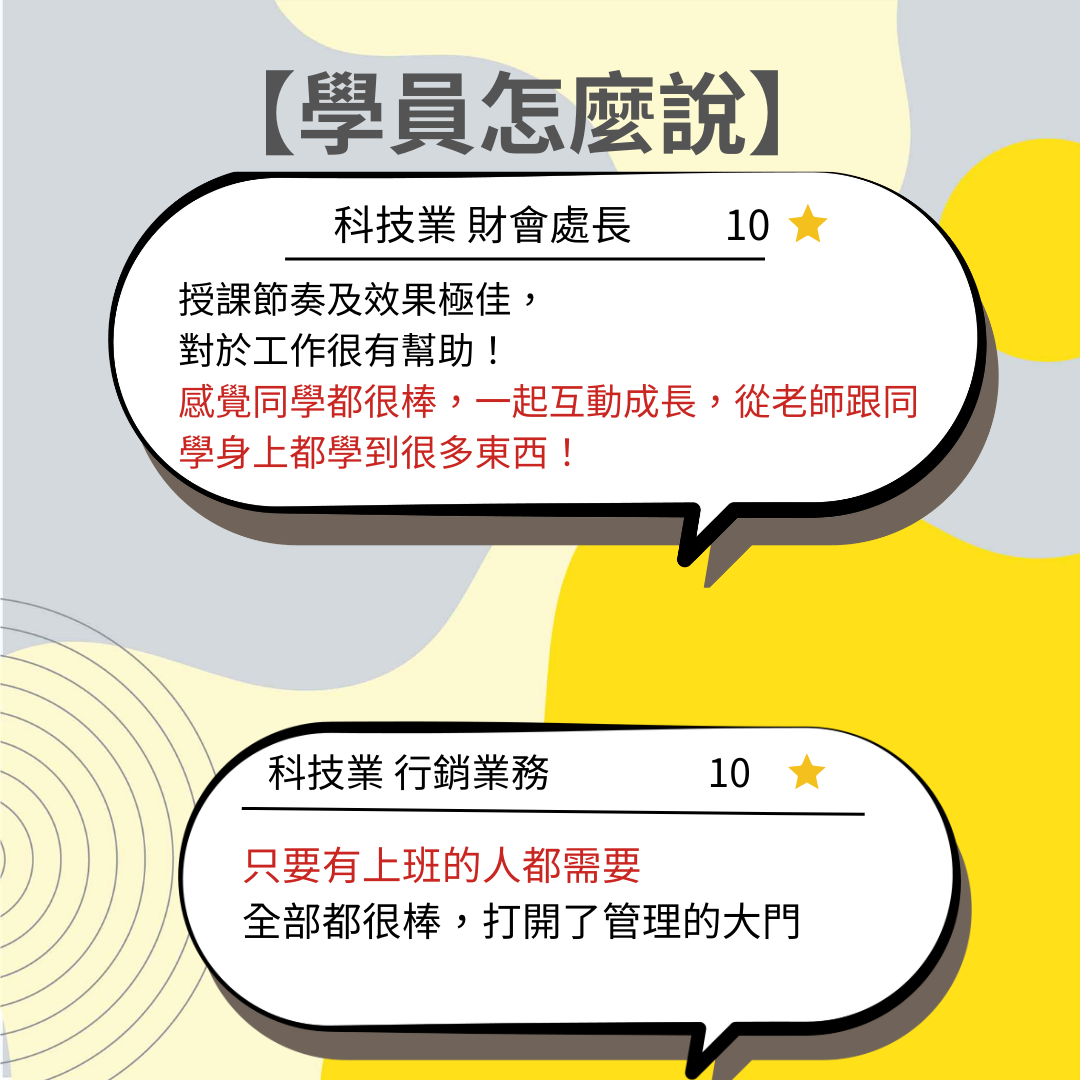 【學員怎麼說】
科技業 財會處長 10
授課節奏及效果極佳，
對於工作很有幫助！
感覺同學都很棒，一起互動成長，從老師跟同
學身上都學到很多東西！
科技業 行銷業務 10
只要有上班的人都需要
全部都很棒，打開了管理的大門